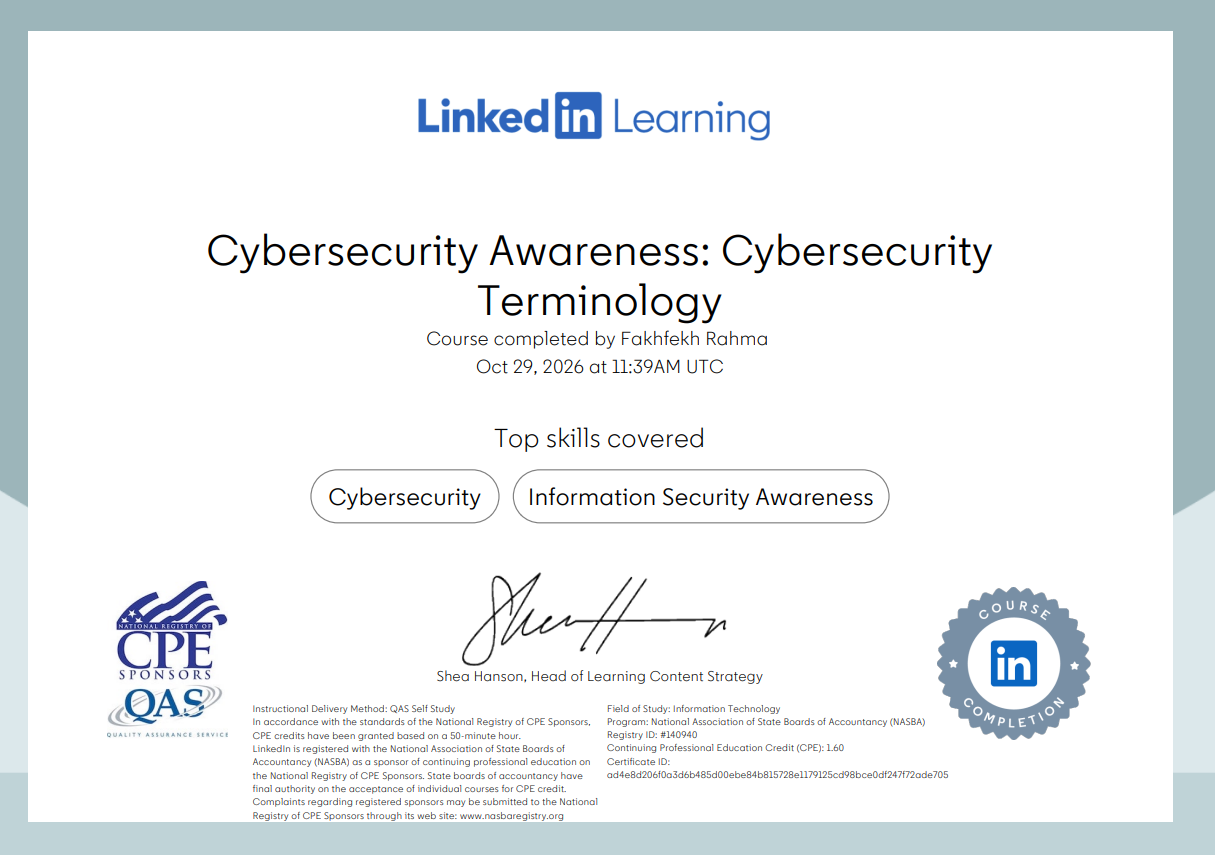 LinkedIn Learning
Cybersecurity Awareness: Cybersecurity
Terminology
Course completed by Fakhfekh Rahma
Oct 29, 2026 at 11:39AM UTC
Top skills covered
Cybersecurity
Information Security Awareness
NATIONAL REGISTRY OF
CPE
SPONSORS
QAS
QUALITY ASSURANCE SERVICE
Shea Hanson, Head of Learning Content Strategy
Instructional Delivery Method: QAS Self Study
In accordance with the standards of the National Registry of CPE Sponsors,
CPE credits have been granted based on a 50-minute hour.
LinkedIn is registered with the National Association of State Boards of
Accountancy (NASBA) as a sponsor of continuing professional education on
the National Registry of CPE Sponsors. State boards of accountancy have
final authority on the acceptance of individual courses for CPE credit.
Complaints regarding registered sponsors may be submitted to the National
Registry of CPE Sponsors through its web site: www.nasbaregistry.org
Field of Study: Information Technology
Program: National Association of State Boards of Accountancy (NASBA)
Registry ID: #140940
Continuing Professional Education Credit (CPE): 1.60
Certificate ID:
ad4e8d206f0a3d6b485d00ebe84b815728e1179125cd98bce0df247f72ade705
COURSE
in
COMPLETION